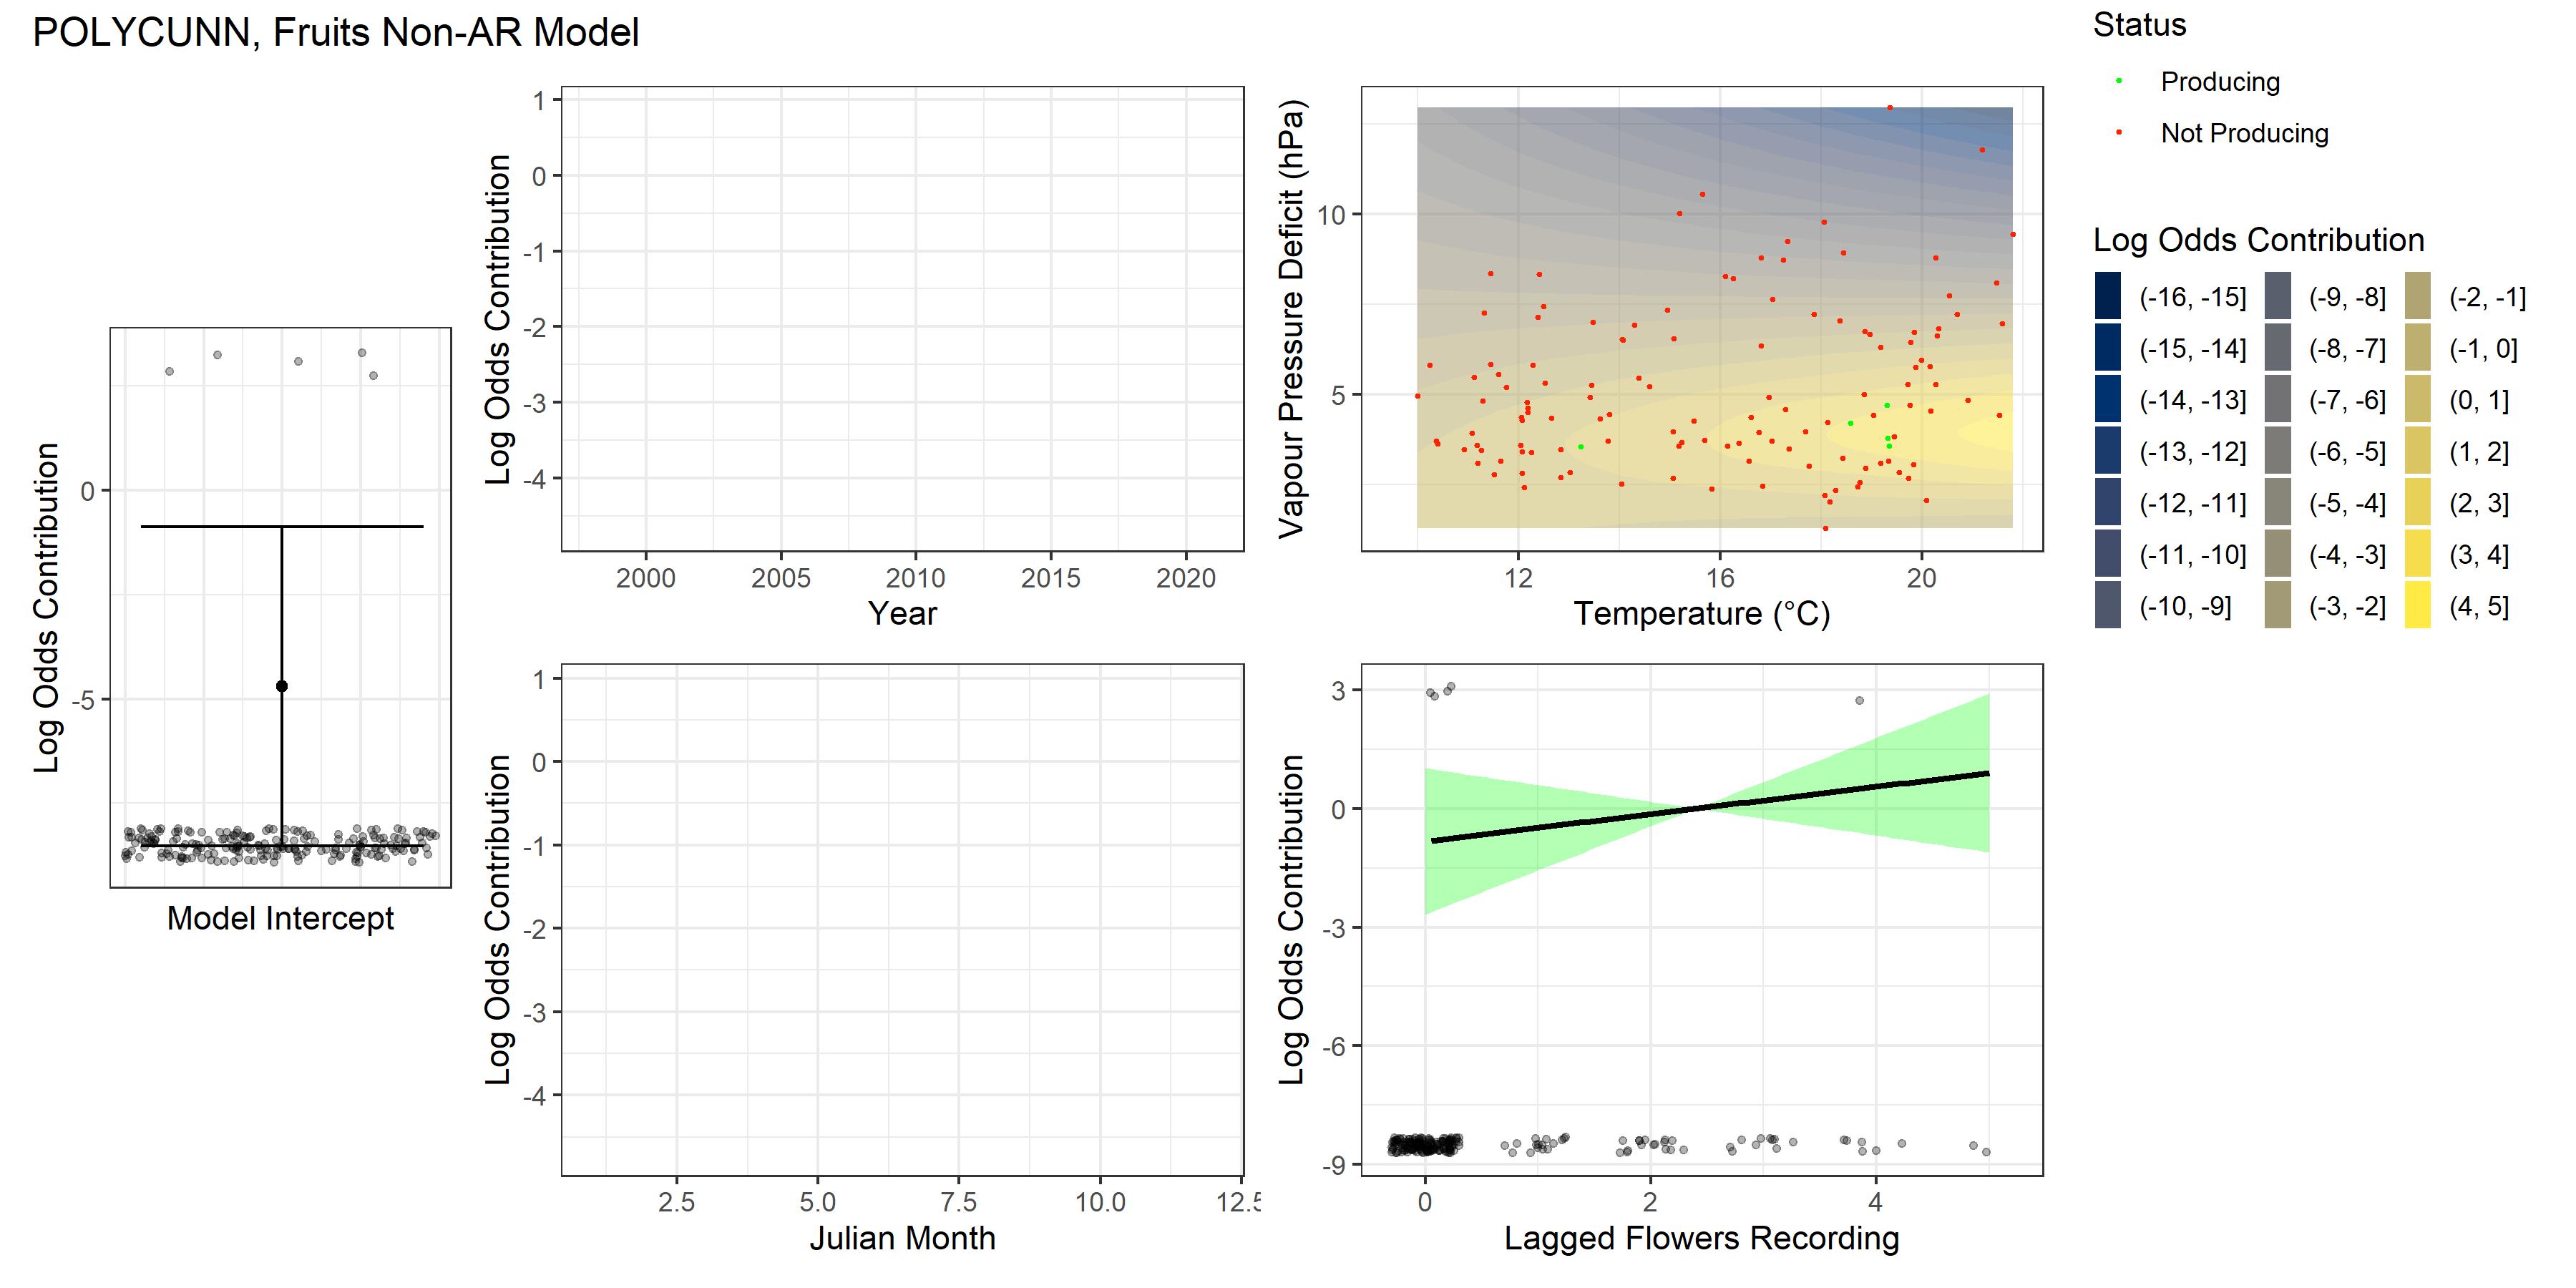 POLYCUNN, Fruits Non-AR Model
Log Odds Contribution
0
-5
Model Intercept
Log Odds Contribution
1
0
-1
-2
-3
-4
2000 2005 2010 2015 2020
Year
Vapour Pressure Deficit (hPa)
10
5
12 16 20
Temperature (°C)
Log Odds Contribution
1
0
-1
-2
-3
-4
2.5 5.0 7.5 10.0 12.5
Julian Month
Log Odds Contribution
3
0
-3
-6
-9
0 2 4
Lagged Flowers Recording
Status
Producing
Not Producing
Log Odds Contribution
(-16, -15] (-9, -8] (-2, -1]
(-15, -14] (-8, -7] (-1, 0]
(-14, -13] (-7, -6] (0, 1]
(-13, -12] (-6, -5] (1, 2]
(-12, -11] (-5, -4] (2, 3]
(-11, -10] (-4, -3] (3, 4]
(-10, -9] (-3, -2] (4, 5]